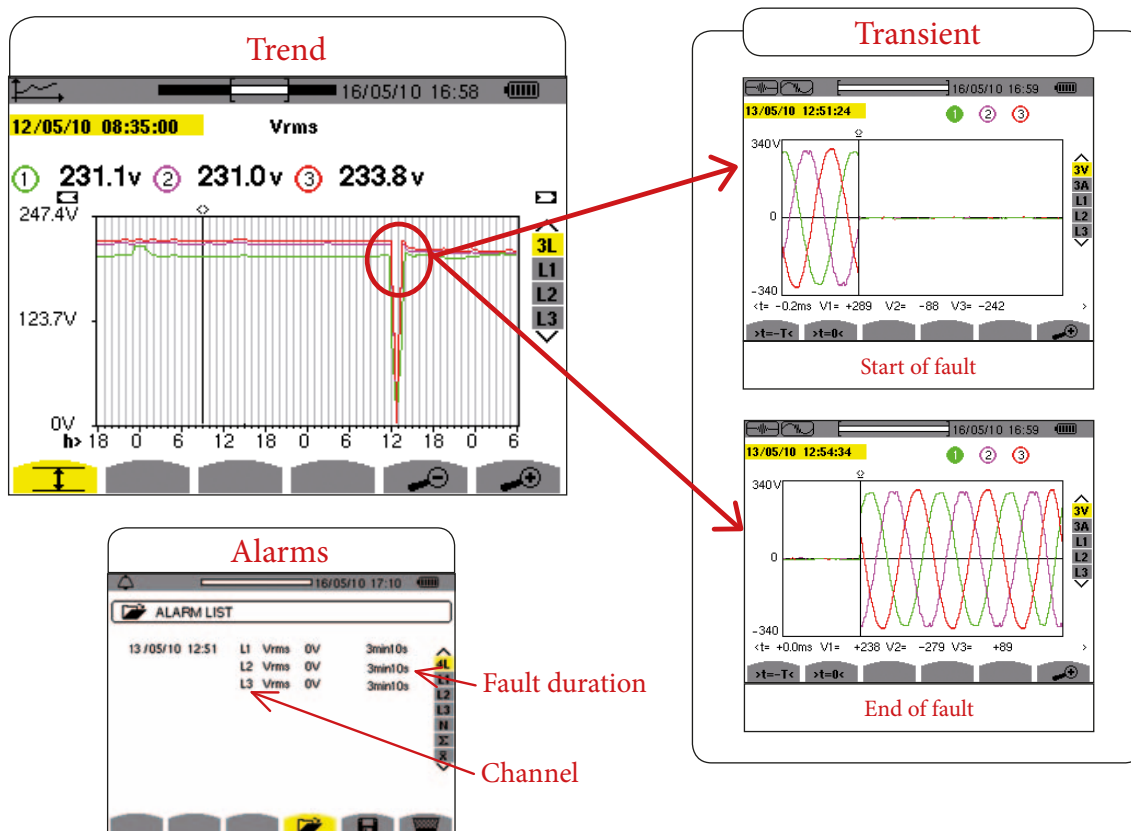 Trend
16/05/10 16:58
12/05/10 08:35:00 Vrms
1 231.1v 2 231.0v 3 233.8v
247.4V
123.7V
0V
h> 18 0 6 12 18 0 6 12 18 0 6
3L
L1
L2
L3
Transient
16/05/10 16:59
13/05/10 12:51:24 1 2 3
340V
0
-340
3V
3A
L1
L2
L3
<t= -0.2ms V1= +289 V2= -88 V3= -242 >
>t=-T< >t=0<
Start of fault
16/05/10 16:59
13/05/10 12:54:34 1 2 3
340V
0
-340
3V
3A
L1
L2
L3
<t= +0.0ms V1= +238 V2= -279 V3= +89 >
>t=-T< >t=0<
End of fault
Alarms
16/05/10 17:10
ALARM LIST
13/05/10 12:51 L1 Vrms 0V 3min10s
L2 Vrms 0V 3min10s
L3 Vrms 0V 3min10s
4L
L1
L2
L3
N
Σ
Fault duration
Channel